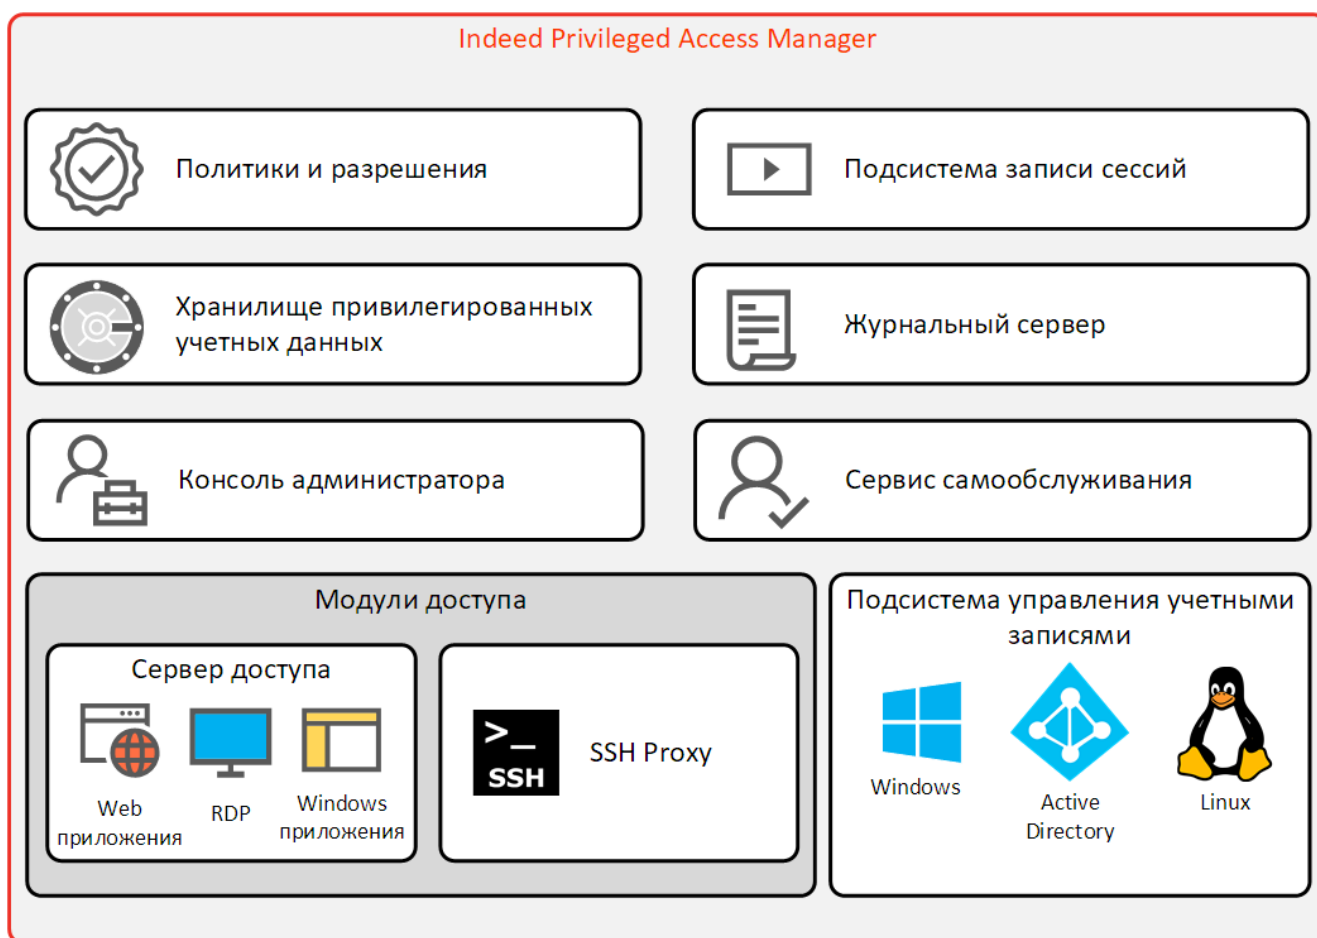 Indeed Privileged Access Manager
Политики и разрешения
Подсистема записи сессий
Хранилище привилегированных
учетных данных
Журнальный сервер
Консоль администратора
Сервис самообслуживания
Модули доступа
Сервер доступа
Web
приложения
RDP
Windows
приложения
>_
SSH
SSH Proxy
Подсистема управления учетными
записями
Windows
Active
Directory
Linux